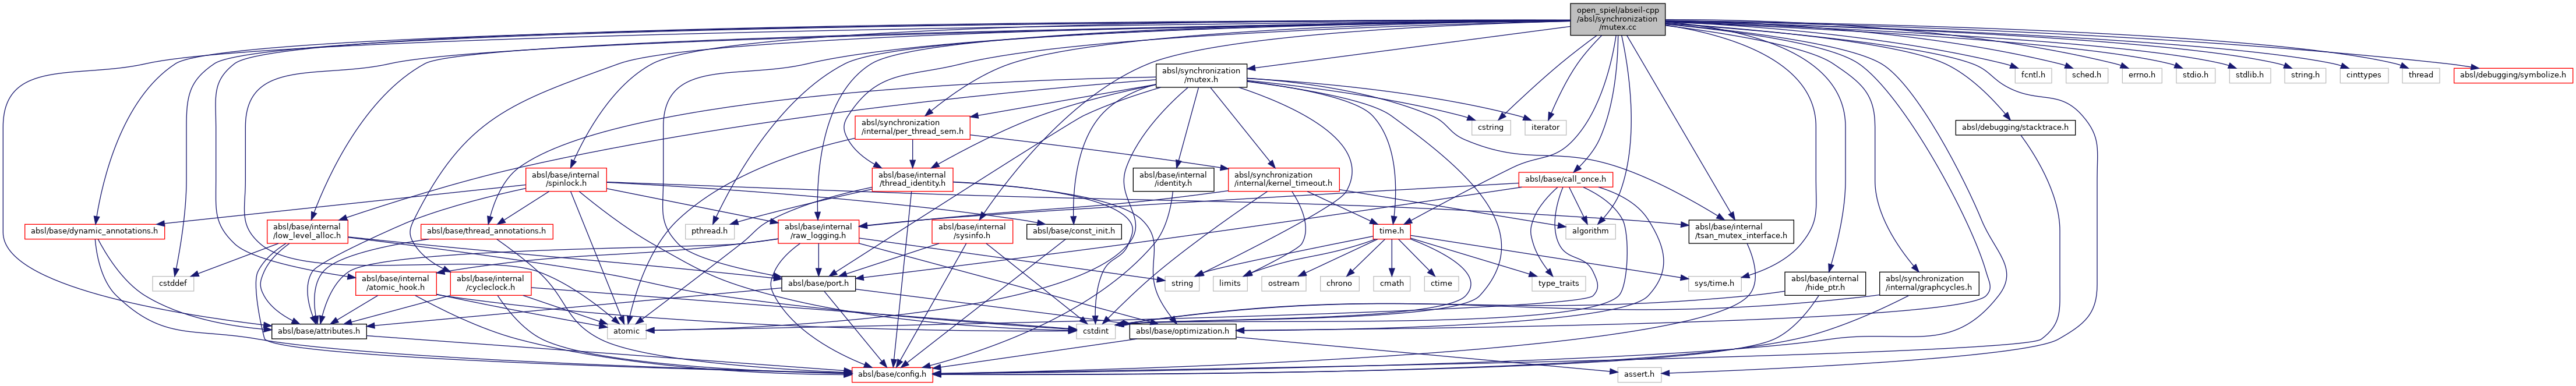 open_spiel/abseil-cpp
/absl/synchronization
/mutex.cc
absl/synchronization
/mutex.h
fcntl.h
sched.h
errno.h
stdio.h
stdlib.h
string.h
cinttypes
thread
absl/debugging/symbolize.h
absl/synchronization
/internal/per_thread_sem.h
cstring
iterator
absl/debugging/stacktrace.h
absl/base/internal
/spinlock.h
absl/base/internal
/thread_identity.h
absl/base/internal
/identity.h
absl/synchronization
/internal/kernel_timeout.h
absl/base/call_once.h
absl/base/dynamic_annotations.h
absl/base/internal
/low_level_alloc.h
absl/base/thread_annotations.h
pthread.h
absl/base/internal
/raw_logging.h
absl/base/internal
/sysinfo.h
absl/base/const_init.h
time.h
algorithm
absl/base/internal
/tsan_mutex_interface.h
cstddef
absl/base/internal
/atomic_hook.h
absl/base/internal
/cycleclock.h
absl/base/port.h
string
limits
ostream
chrono
cmath
ctime
type_traits
sys/time.h
absl/base/internal
/hide_ptr.h
absl/synchronization
/internal/graphcycles.h
absl/base/attributes.h
atomic
cstdint
absl/base/optimization.h
absl/base/config.h
assert.h